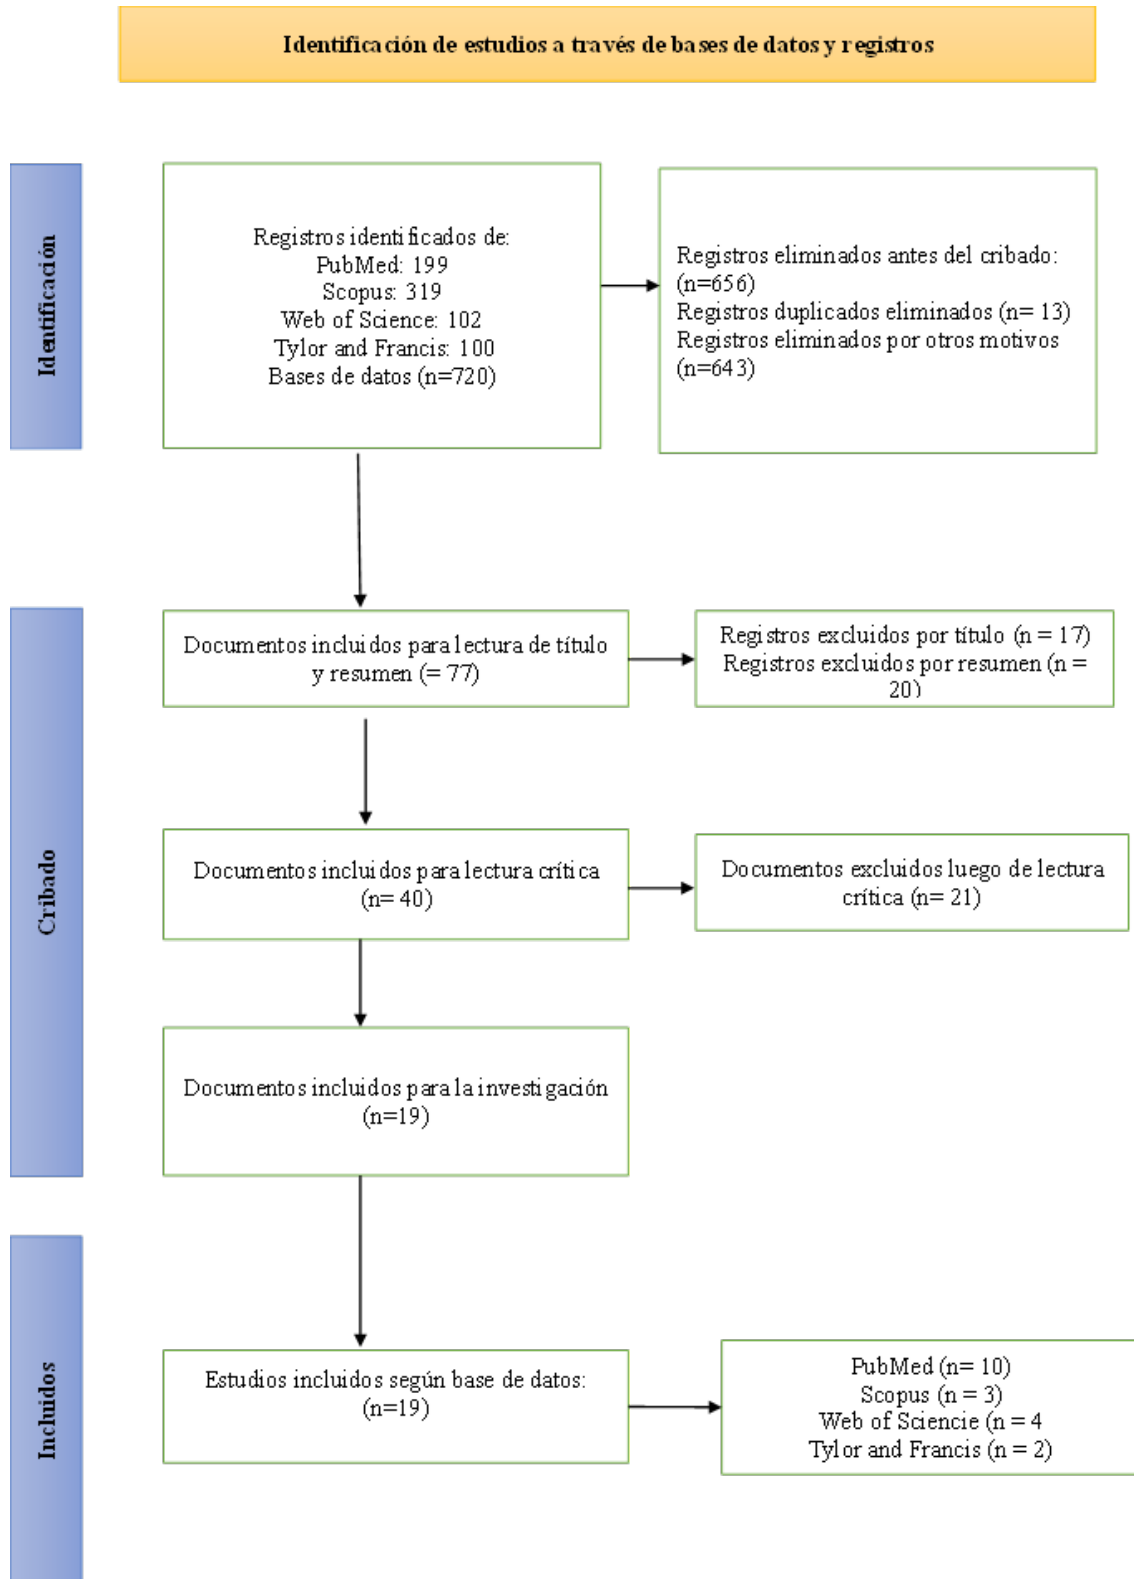 Identificación de estudios a través de bases de datos y registros
Identificación
Registros identificados de:
PubMed: 199
Scopus: 319
Web of Science: 102
Tylor and Francis: 100
Bases de datos (n=720)
Registros eliminados antes del cribado:
(n=656)
Registros duplicados eliminados (n= 13)
Registros eliminados por otros motivos
(n=643)
Cribado
Documentos incluidos para lectura de título
y resumen (= 77)
Registros excluidos por título (n = 17)
Registros excluidos por resumen (n =
20)
Documentos incluidos para lectura crítica
(n= 40)
Documentos excluidos luego de lectura
crítica (n= 21)
Documentos incluidos para la investigación
(n=19)
Incluidos
Estudios incluidos según base de datos:
(n=19)
PubMed (n= 10)
Scopus (n = 3)
Web of Sciencie (n = 4
Tylor and Francis (n = 2)